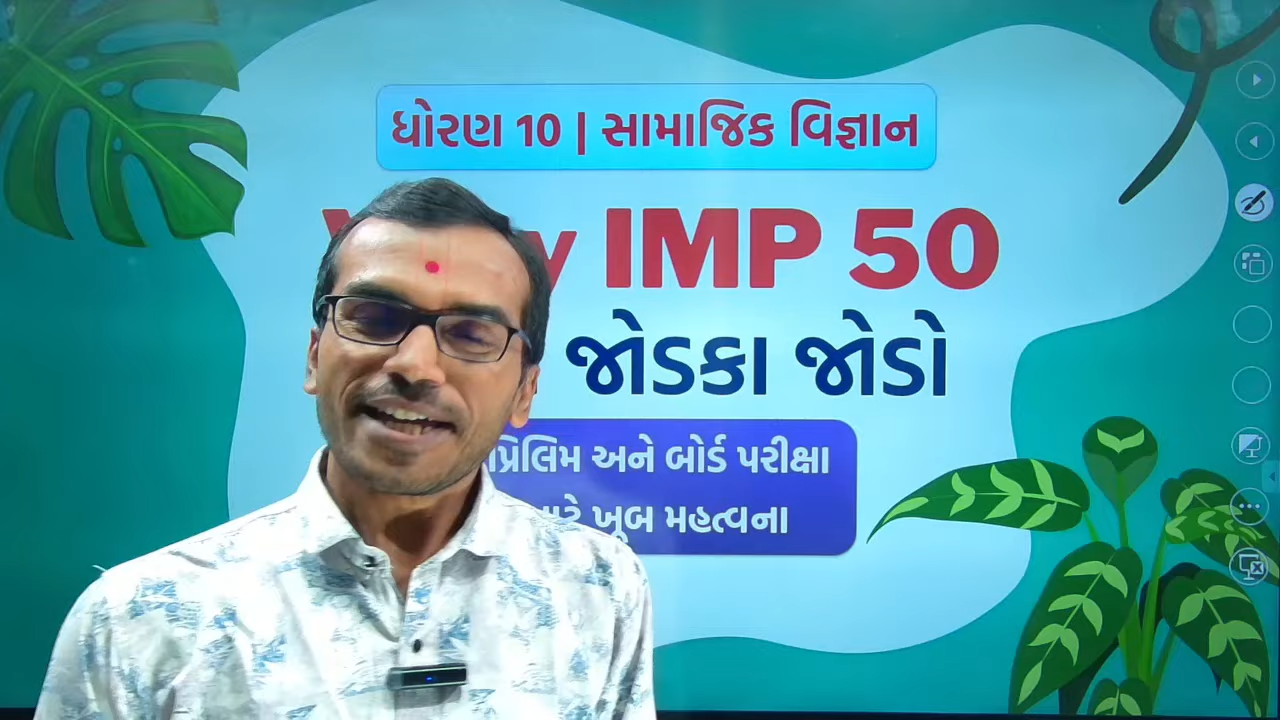 ધોરણ 10 | સામાજિક વિજ્ઞાન
IMP 50
જોડકા જોડો
પ્રિલિમ અને બોર્ડ પરીક્ષા
ખૂબ મહત્વના